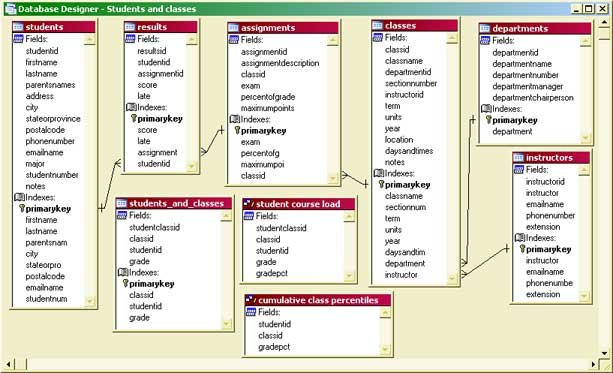 Database Designer - Students and classes
students
Fields:
studentid
firstname
lastname
parentsnames
address
city
stateorprovince
postalcode
phonenumber
emailname
major
studentnumber
notes
Indexes:
primarykey
firstname
lastname
parentsnam
city
stateorpro
postalcode
emailname
studentnum
results
Fields:
resultsid
studentid
assignmentid
score
late
Indexes:
primarykey
score
late
assignment
studentid
assignments
Fields:
assignmentid
assignmentdescription
classid
exam
percentofgrade
maximumpoints
Indexes:
primarykey
exam
percentofg
maximumpoi
classid
classes
Fields:
classid
classname
departmentid
sectionnumber
instructorid
term
units
year
location
daysandtimes
notes
Indexes:
primarykey
classname
sectionnum
term
units
year
daysandtim
department
instructor
departments
Fields:
departmentid
departmentname
departmentnumber
departmentmanager
departmentchairperson
Indexes:
primarykey
department
instructors
Fields:
instructorid
instructor
emailname
phonenumber
extension
Indexes:
primarykey
instructor
emailname
phonenumbe
extension
students_and_classes
Fields:
studentclassid
classid
studentid
grade
Indexes:
primarykey
classid
studentid
grade
student course load
Fields:
studentclassid
classid
studentid
grade
gradepct
cumulative class percentiles
Fields:
studentid
classid
gradepct